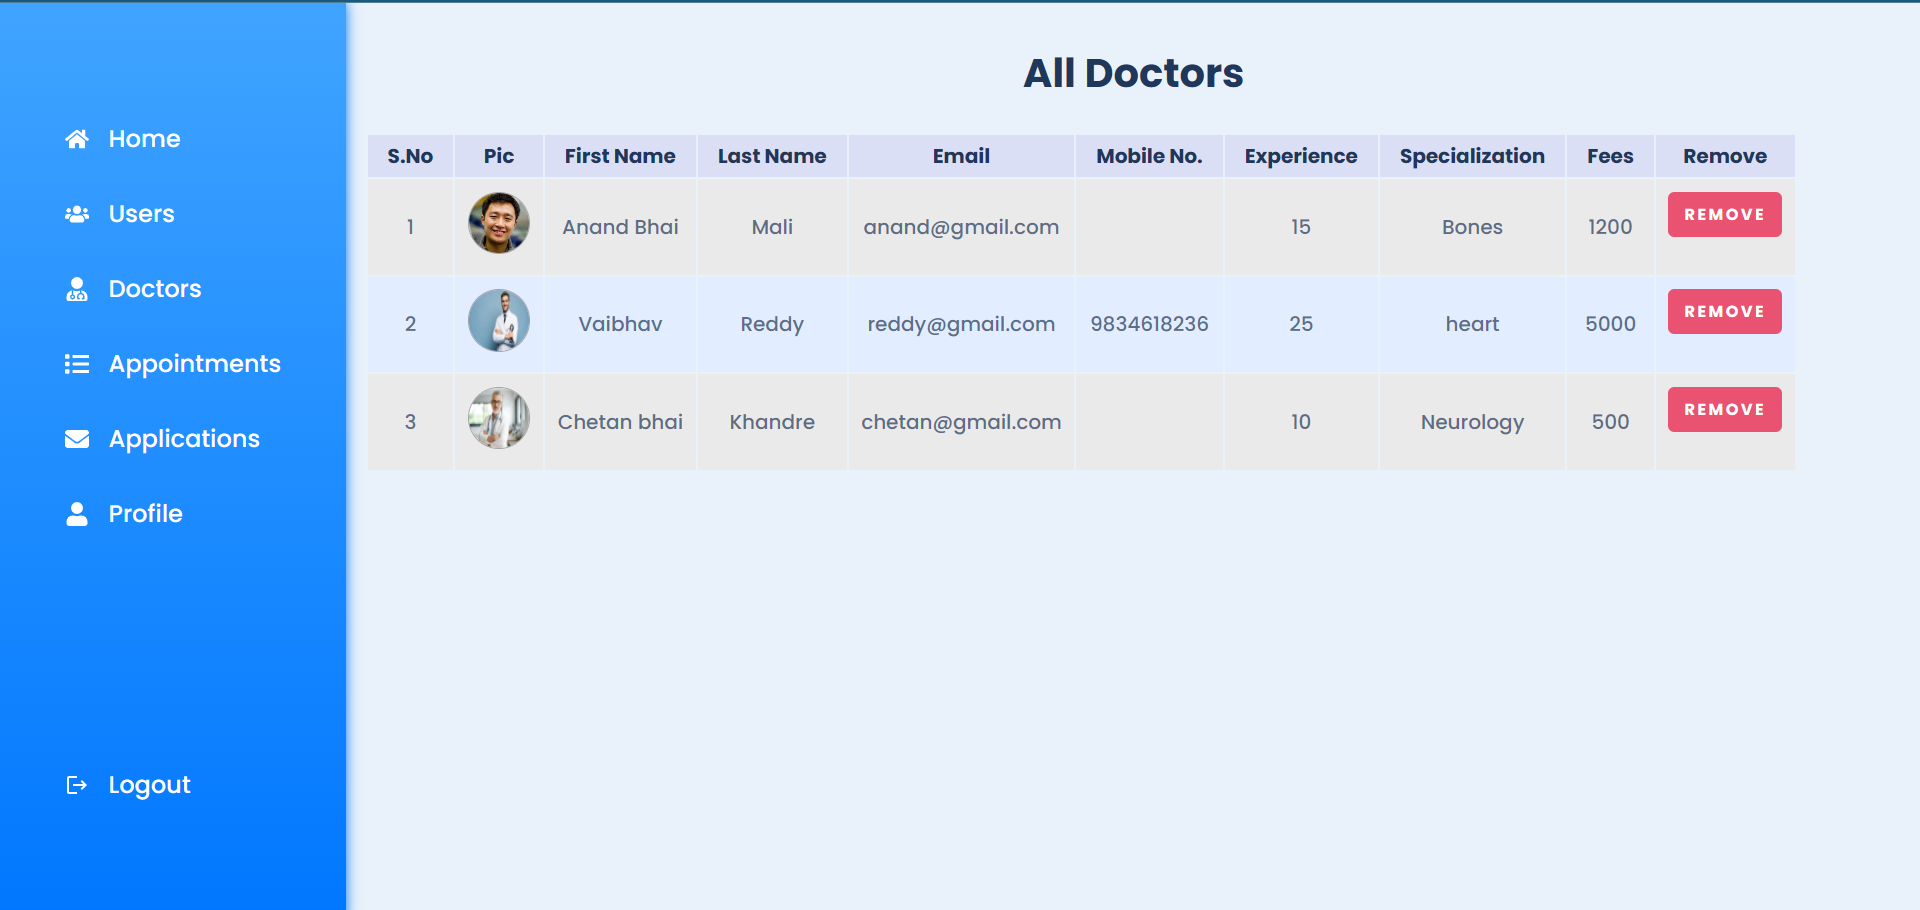 Home
Users
Doctors
Appointments
Applications
Profile
Logout
All Doctors
S.No Pic First Name Last Name Email Mobile No. Experience Specialization Fees Remove
1 Anand Bhai Mali anand@gmail.com 15 Bones 1200 REMOVE
2 Vaibhav Reddy reddy@gmail.com 9834618236 25 heart 5000 REMOVE
3 Chetan bhai Khandre chetan@gmail.com 10 Neurology 500 REMOVE